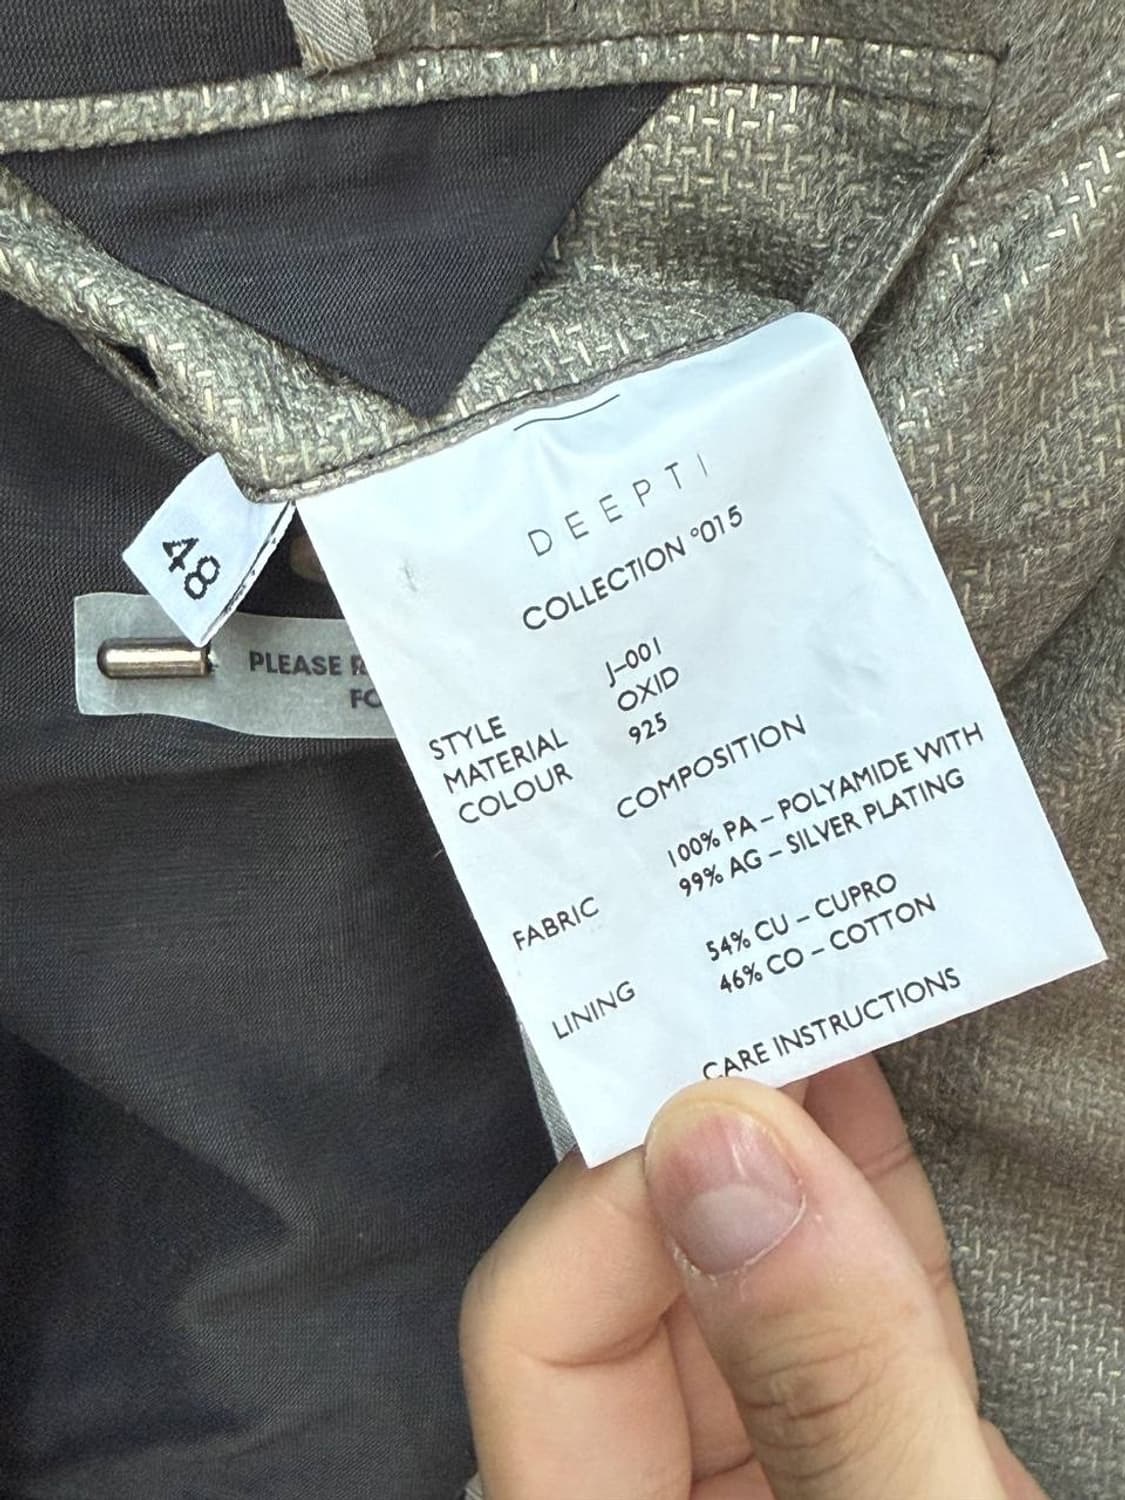 DEEPTI
COLLECTION °015
STYLE J–001
MATERIAL OXID
COLOUR 925
COMPOSITION
FABRIC 100% PA – POLYAMIDE WITH
99% AG – SILVER PLATING
LINING 54% CU – CUPRO
46% CO – COTTON
CARE INSTRUCTIONS
48
PLEASE